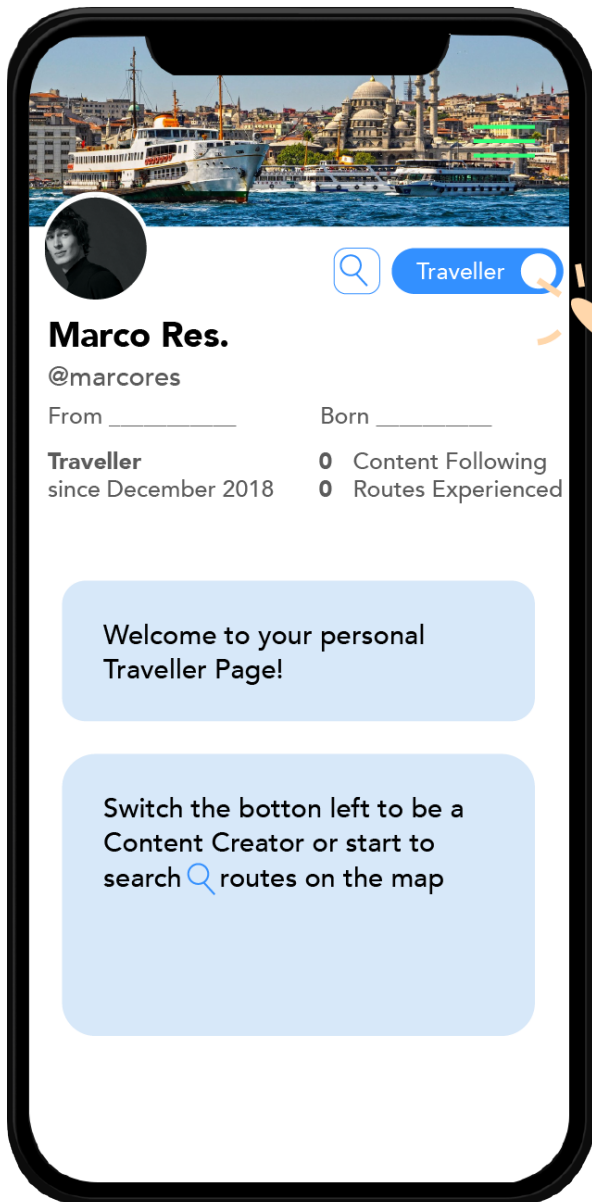 Traveller
Marco Res.
@marcores
From ___________
Born __________
Traveller
since December 2018
0 Content Following
0 Routes Experienced
Welcome to your personal
Traveller Page!
Switch the botton left to be a
Content Creator or start to
search routes on the map